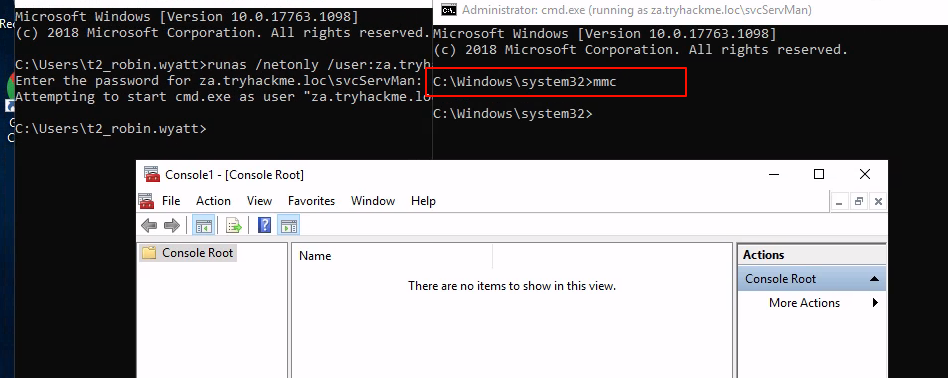 Microsoft Windows [Version 10.0.17763.1098]
(c) 2018 Microsoft Corporation. All rights reserved.
C:\Users\t2_robin.wyatt>runas /netonly /user:za.tryh
Enter the password for za.tryhackme.loc\svcServMan:
Attempting to start cmd.exe as user "za.tryhackme.lo
C:\Users\t2_robin.wyatt>
Administrator: cmd.exe (running as za.tryhackme.loc\svcServMan)
Microsoft Windows [Version 10.0.17763.1098]
(c) 2018 Microsoft Corporation. All rights reserved.
C:\Windows\system32>mmc
C:\Windows\system32>
Console1 - [Console Root]
File Action View Favorites Window Help
Console Root
Name
There are no items to show in this view.
Actions
Console Root
More Actions